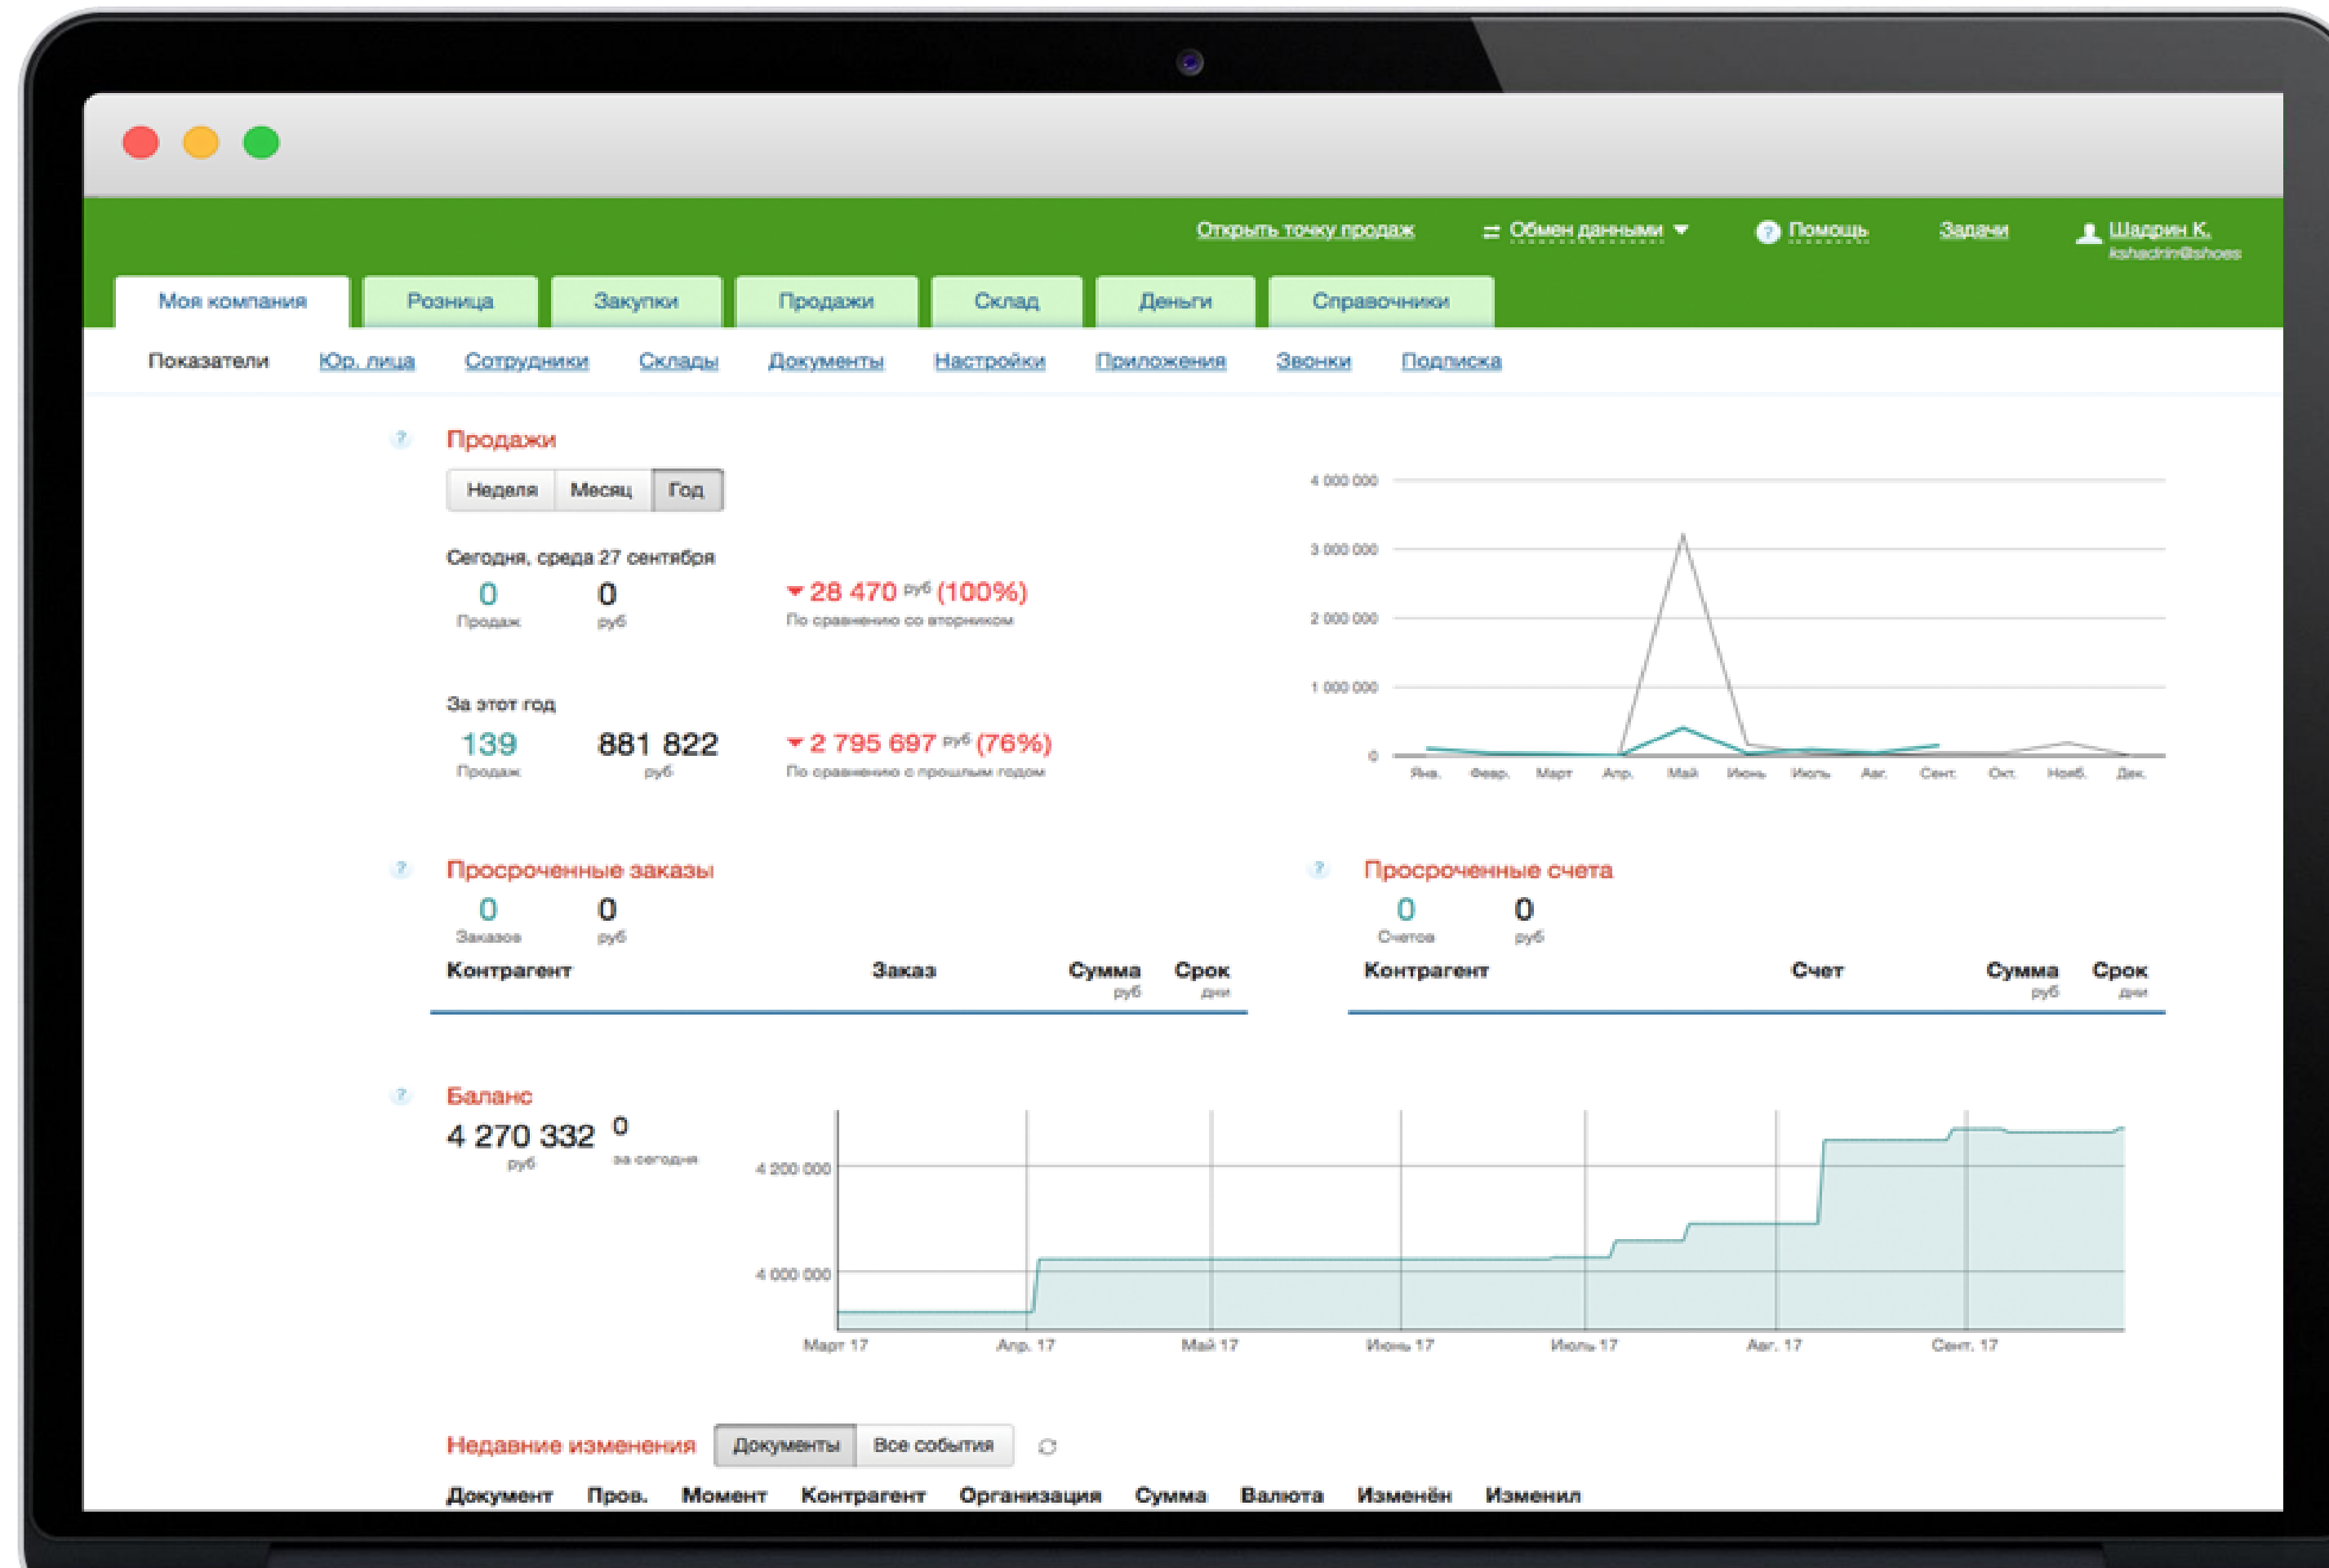 Открыть точку продаж Обмен данными Помощь Задачи Шадрин К.
kshadrin@shoes
Моя компания Розница Закупки Продажи Склад Деньги Справочники
Показатели Юр. лица Сотрудники Склады Документы Настройки Приложения Звонки Подписка
? Продажи
Неделя Месяц Год
Сегодня, среда 27 сентября
0 0 28 470 руб (100%)
Продаж руб По сравнению со вторником
За этот год
139 881 822 2 795 697 руб (76%)
Продаж руб По сравнению с прошлым годом
4 000 000
3 000 000
2 000 000
1 000 000
0
Янв. Февр. Март Апр. Май Июнь Июль Авг. Сент. Окт. Нояб. Дек.
? Просроченные заказы
0 0
Заказов руб
Контрагент Заказ Сумма Срок
руб дни
? Просроченные счета
0 0
Счетов руб
Контрагент Счет Сумма Срок
руб дни
? Баланс
4 270 332 0
руб за сегодня
4 200 000
4 000 000
Март 17 Апр. 17 Май 17 Июнь 17 Июль 17 Авг. 17 Сент. 17
Недавние изменения Документы Все события
Документ Пров. Момент Контрагент Организация Сумма Валюта Изменён Изменил